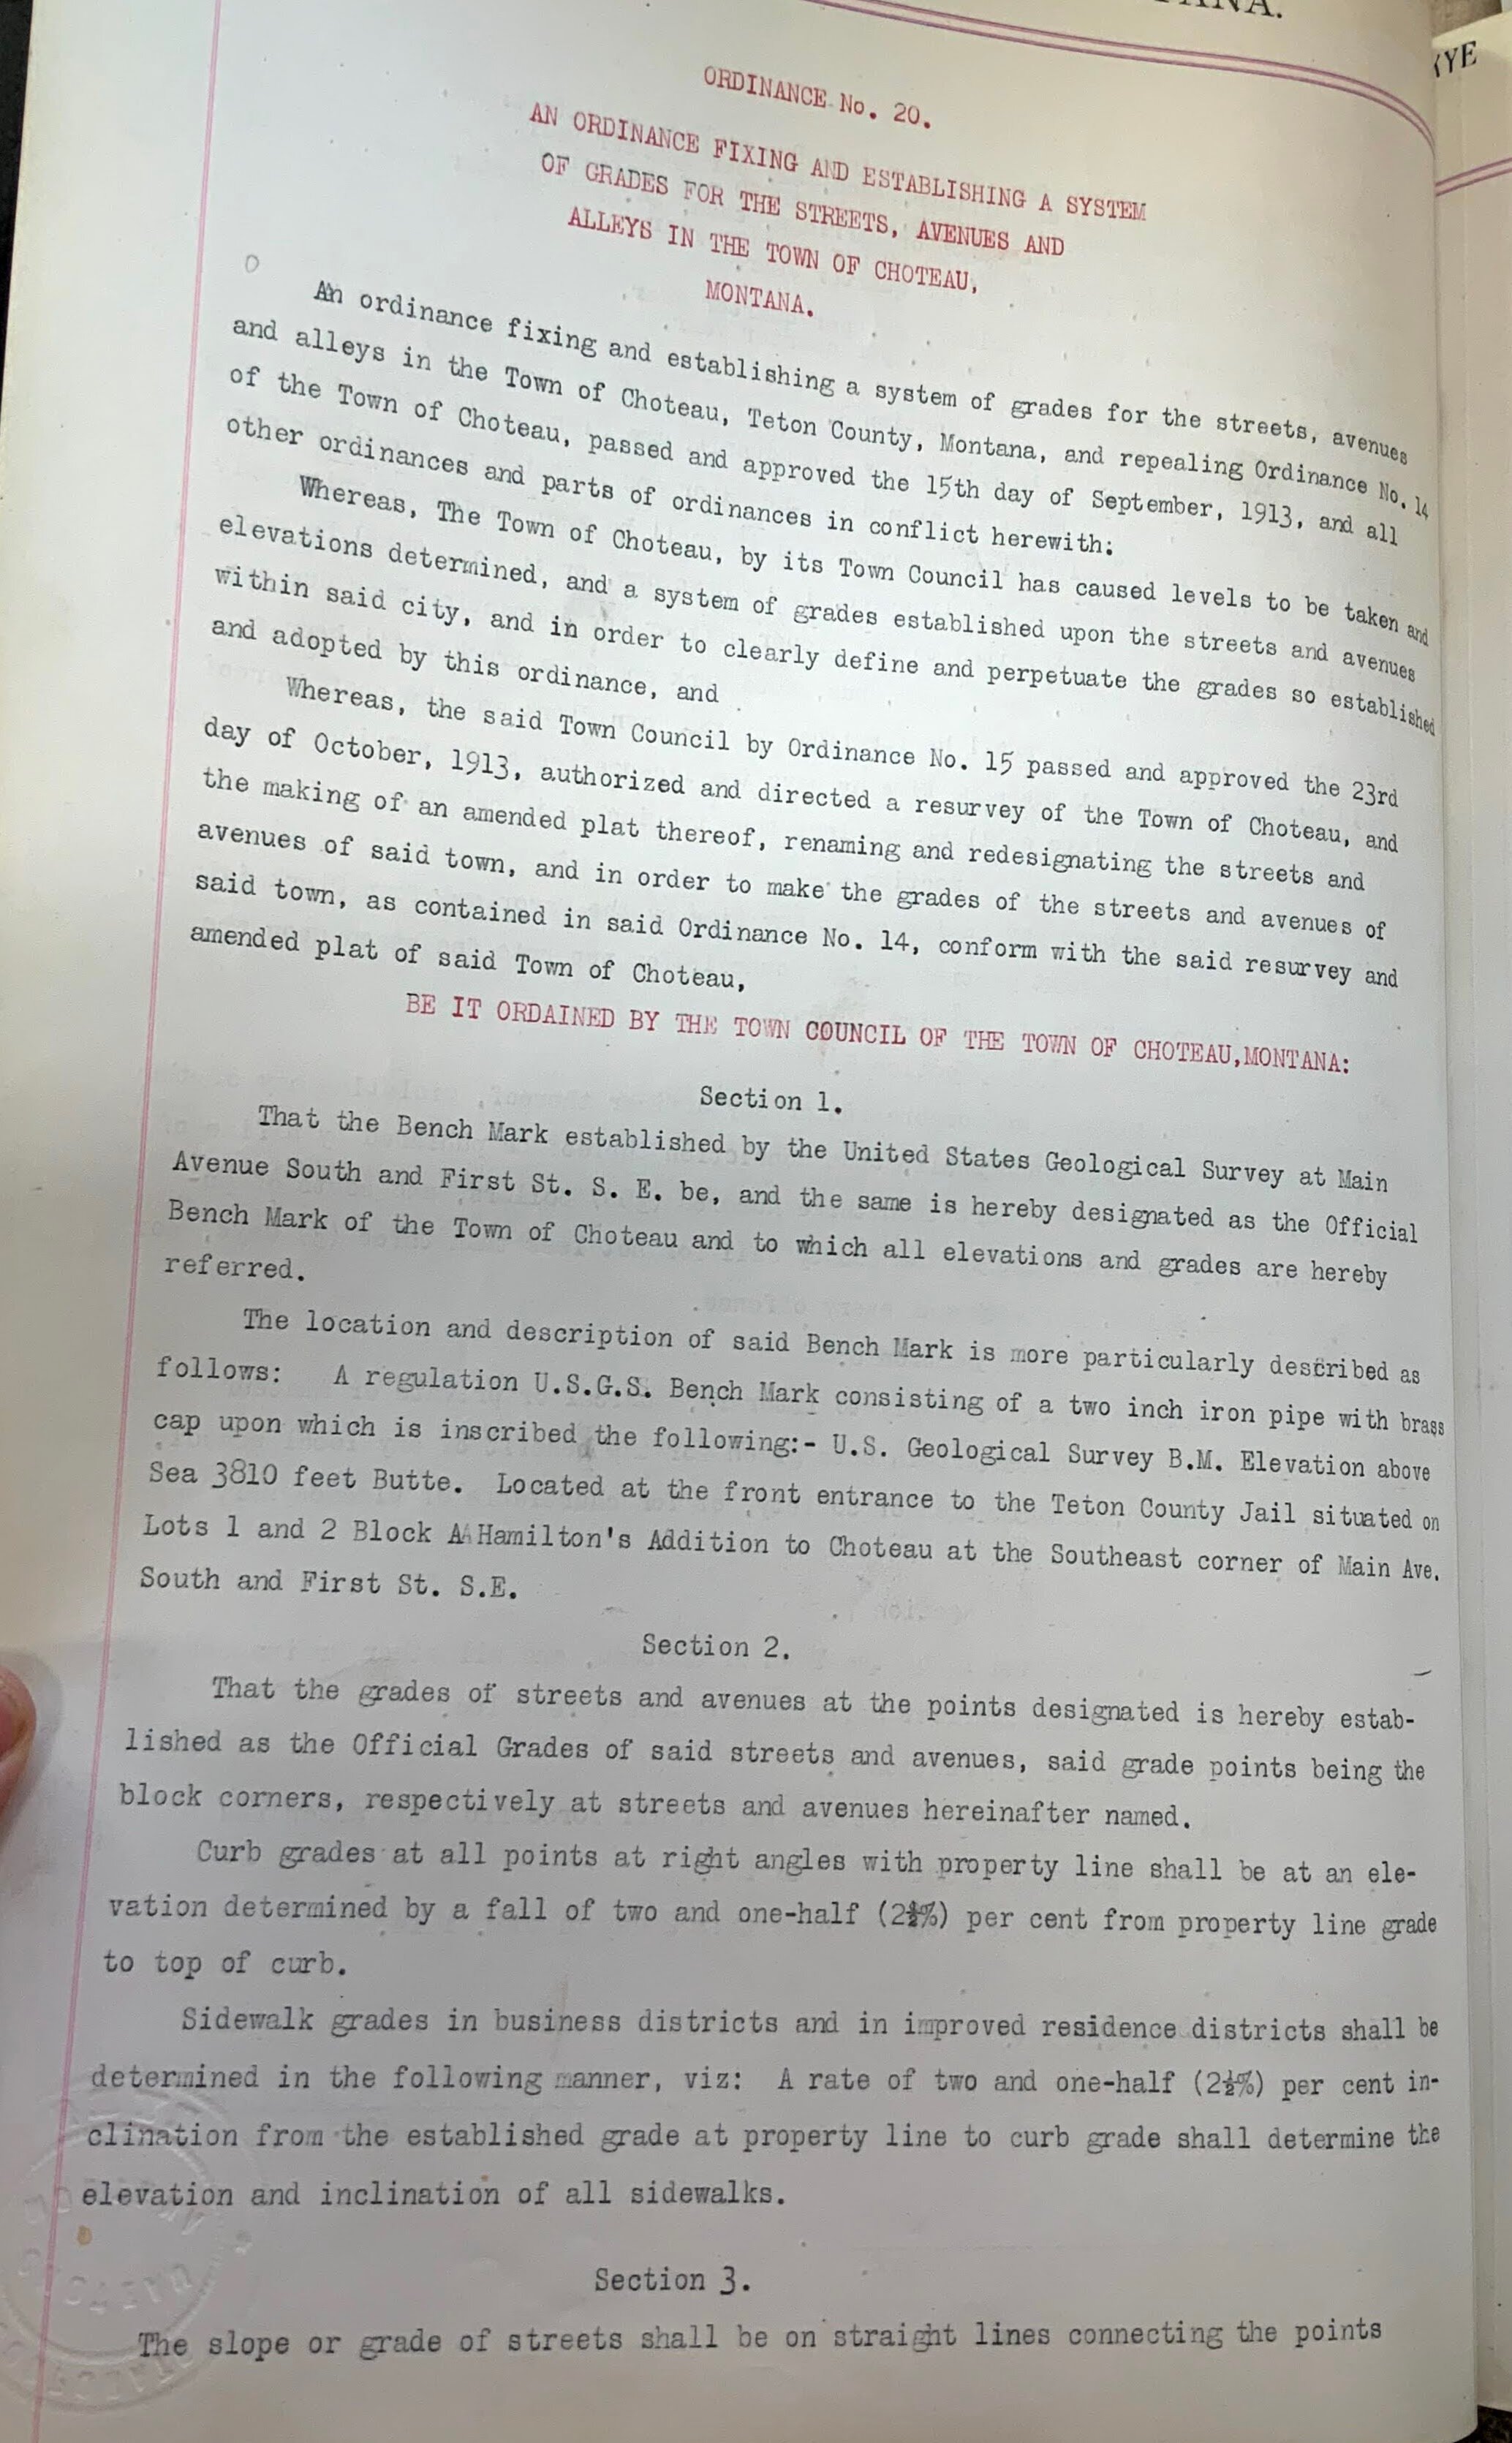 ORDINANCE No. 20.
AN ORDINANCE FIXING AND ESTABLISHING A SYSTEM
OF GRADES FOR THE STREETS, AVENUES AND
ALLEYS IN THE TOWN OF CHOTEAU,
MONTANA.
An ordinance fixing and establishing a system of grades for the streets, avenues
and alleys in the Town of Choteau, Teton County, Montana, and repealing Ordinance No. 14
of the Town of Choteau, passed and approved the 15th day of September, 1913, and all
other ordinances and parts of ordinances in conflict herewith:
Whereas, The Town of Choteau, by its Town Council has caused levels to be taken and
elevations determined, and a system of grades established upon the streets and avenues
within said city, and in order to clearly define and perpetuate the grades so established
and adopted by this ordinance, and
Whereas, the said Town Council by Ordinance No. 15 passed and approved the 23rd
day of October, 1913, authorized and directed a resurvey of the Town of Choteau, and
the making of an amended plat thereof, renaming and redesignating the streets and
avenues of said town, and in order to make the grades of the streets and avenues of
said town, as contained in said Ordinance No. 14, conform with the said resurvey and
amended plat of said Town of Choteau,
BE IT ORDAINED BY THE TOWN COUNCIL OF THE TOWN OF CHOTEAU,MONTANA:
Section 1.
That the Bench Mark established by the United States Geological Survey at Main
Avenue South and First St. S. E. be, and the same is hereby designated as the Official
Bench Mark of the Town of Choteau and to which all elevations and grades are hereby
referred.
The location and description of said Bench Mark is more particularly described as
follows: A regulation U.S.G.S. Bench Mark consisting of a two inch iron pipe with brass
cap upon which is inscribed the following:- U.S. Geological Survey B.M. Elevation above
Sea 3810 feet Butte. Located at the front entrance to the Teton County Jail situated on
Lots 1 and 2 Block AA Hamilton's Addition to Choteau at the Southeast corner of Main Ave.
South and First St. S.E.
Section 2.
That the grades of streets and avenues at the points designated is hereby estab-
lished as the Official Grades of said streets and avenues, said grade points being the
block corners, respectively at streets and avenues hereinafter named.
Curb grades at all points at right angles with property line shall be at an ele-
vation determined by a fall of two and one-half (2½%) per cent from property line grade
to top of curb.
Sidewalk grades in business districts and in improved residence districts shall be
determined in the following manner, viz: A rate of two and one-half (2½%) per cent in-
clination from the established grade at property line to curb grade shall determine the
elevation and inclination of all sidewalks.
Section 3.
The slope or grade of streets shall be on straight lines connecting the points